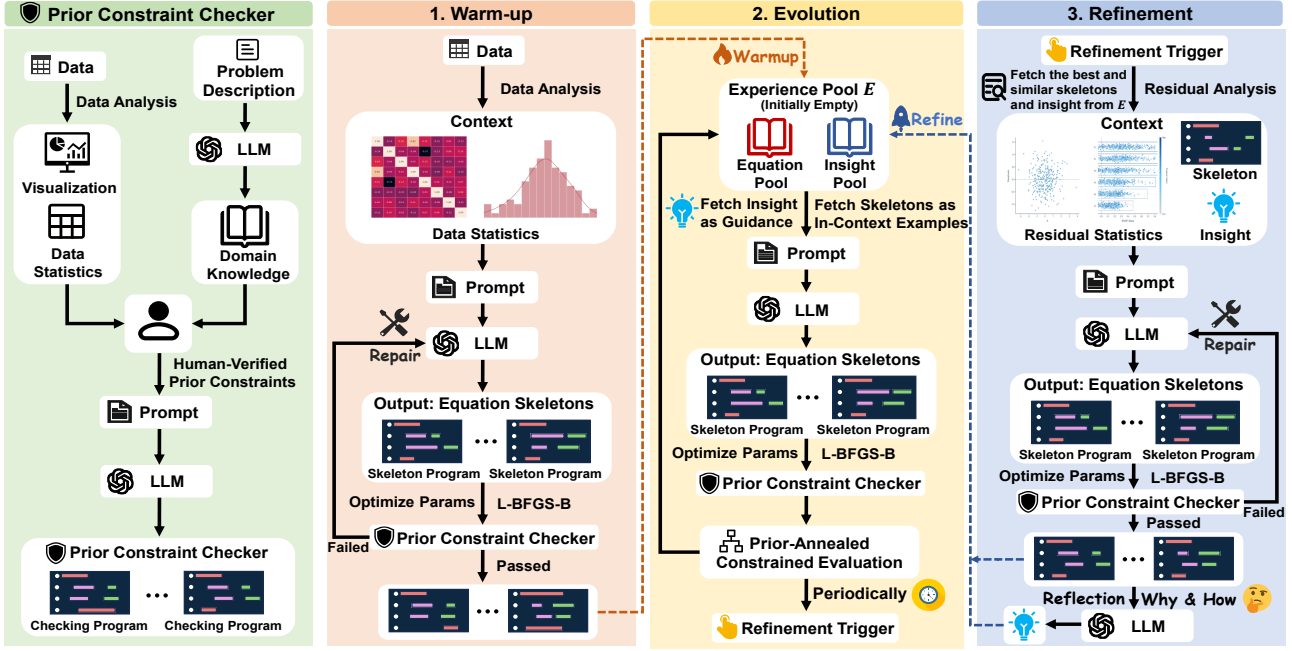 Prior Constraint Checker
Data
Problem
Description
Data Analysis
LLM
Visualization
Data
Statistics
Domain
Knowledge
Human-Verified
Prior Constraints
Prompt
LLM
Prior Constraint Checker
Checking Program
Checking Program
1. Warm-up
Data
Data Analysis
Context
Data Statistics
Prompt
Repair
LLM
Output: Equation Skeletons
Skeleton Program
Skeleton Program
Optimize Params
L-BFGS-B
Failed
Prior Constraint Checker
Passed
2. Evolution
Warmup
Experience Pool E
(Initially Empty)
Refine
Equation
Pool
Insight
Pool
Fetch Insight
as Guidance
Fetch Skeletons as
In-Context Examples
Prompt
LLM
Output: Equation Skeletons
Skeleton Program
Skeleton Program
Optimize Params
L-BFGS-B
Prior Constraint Checker
Prior-Annealed
Constrained Evaluation
Periodically
Refinement Trigger
3. Refinement
Refinement Trigger
Fetch the best and
similar skeletons
and insight from E
Residual Analysis
Context
Skeleton
Residual Statistics
Insight
Prompt
LLM
Repair
Output: Equation Skeletons
Skeleton Program
Skeleton Program
Optimize Params
L-BFGS-B
Prior Constraint Checker
Failed
Passed
Reflection
Why & How
LLM